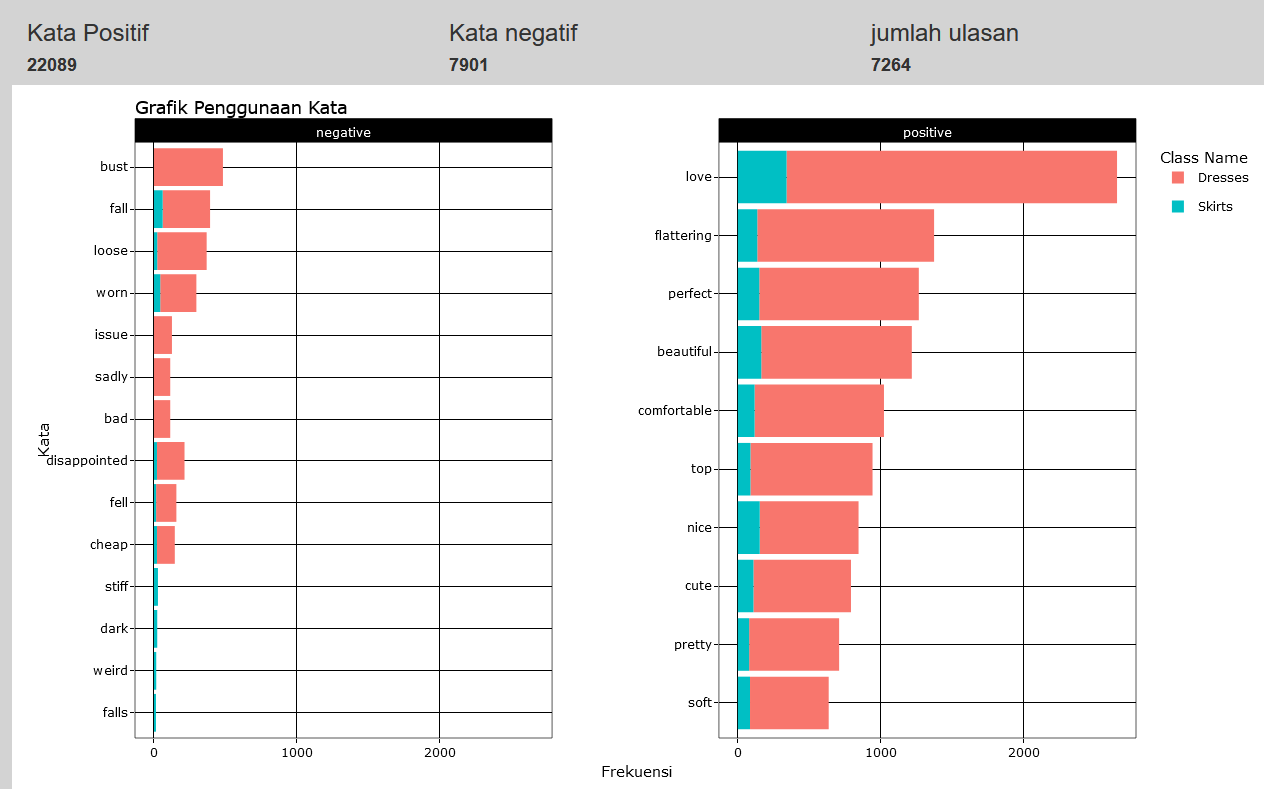 Kata Positif
22089
Kata negatif
7901
jumlah ulasan
7264
Grafik Penggunaan Kata
negative
bust
fall
loose
worn
issue
sadly
bad
disappointed
fell
cheap
stiff
dark
weird
falls
0 1000 2000
Kata
positive
love
flattering
perfect
beautiful
comfortable
top
nice
cute
pretty
soft
0 1000 2000
Frekuensi
Class Name
Dresses
Skirts